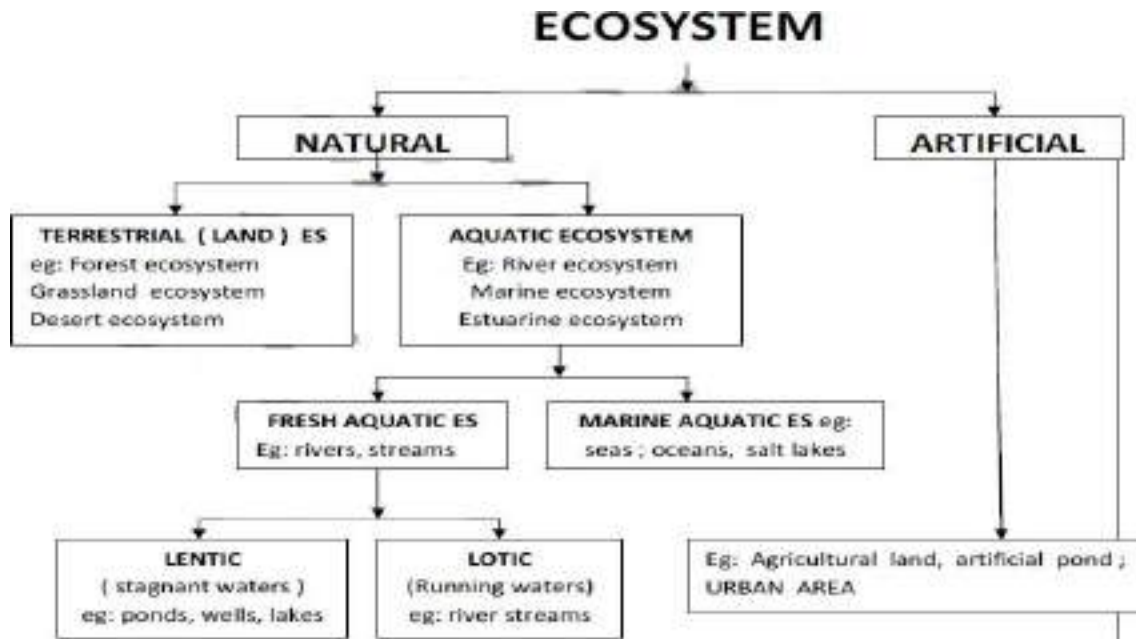 ECOSYSTEM
NATURAL
ARTIFICIAL
TERRESTRIAL ( LAND ) ES
eg: Forest ecosystem
Grassland ecosystem
Desert ecosystem
AQUATIC ECOSYSTEM
Eg: River ecosystem
Marine ecosystem
Estuarine ecosystem
FRESH AQUATIC ES
Eg: rivers, streams
MARINE AQUATIC ES eg:
seas ; oceans, salt lakes
LENTIC
( stagnant waters )
eg: ponds, wells, lakes
LOTIC
(Running waters)
eg: river streams
Eg: Agricultural land, artificial pond ;
URBAN AREA